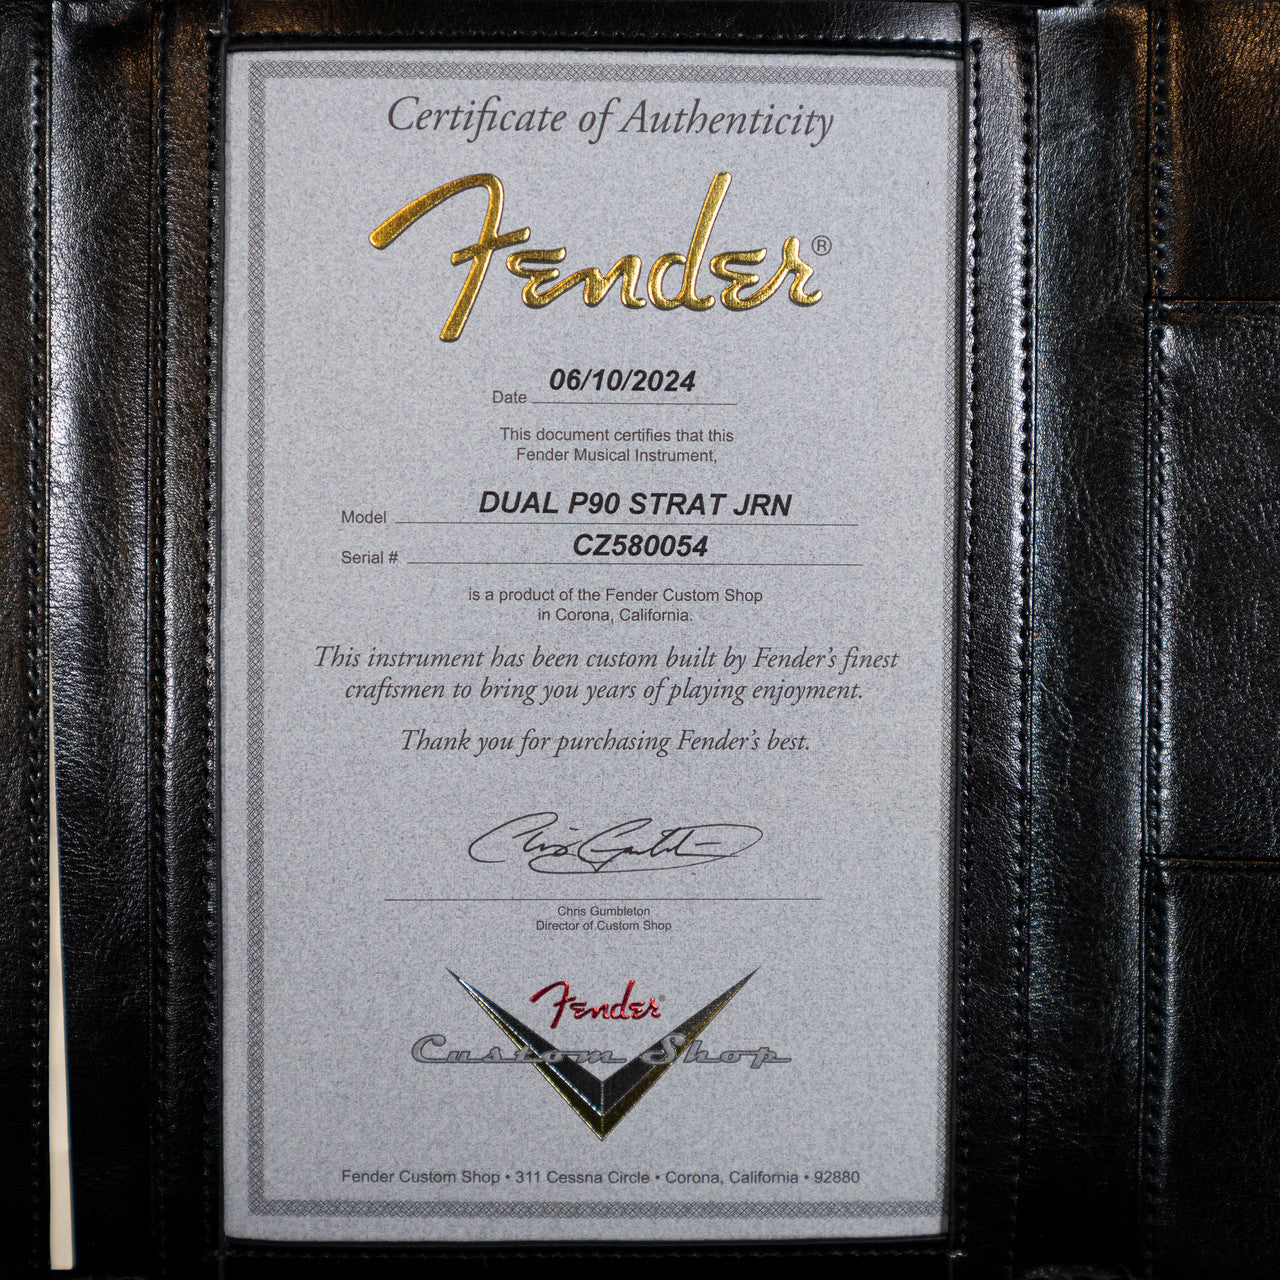 Certificate of Authenticity
Fender®
Date 06/10/2024
This document certifies that this
Fender Musical Instrument,
Model DUAL P90 STRAT JRN
Serial # CZ580054
is a product of the Fender Custom Shop
in Corona, California.
This instrument has been custom built by Fender's finest
craftsmen to bring you years of playing enjoyment.
Thank you for purchasing Fender's best.
Chris Gumbleton
Director of Custom Shop
Fender®
Custom Shop
Fender Custom Shop • 311 Cessna Circle • Corona, California • 92880